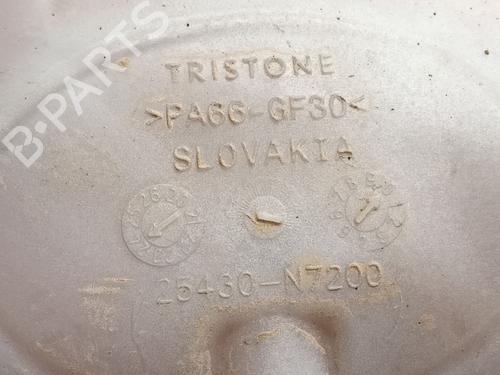 B-PARTS
TRISTONE
>PA66-GF30<
SLOVAKIA
25430-N7200